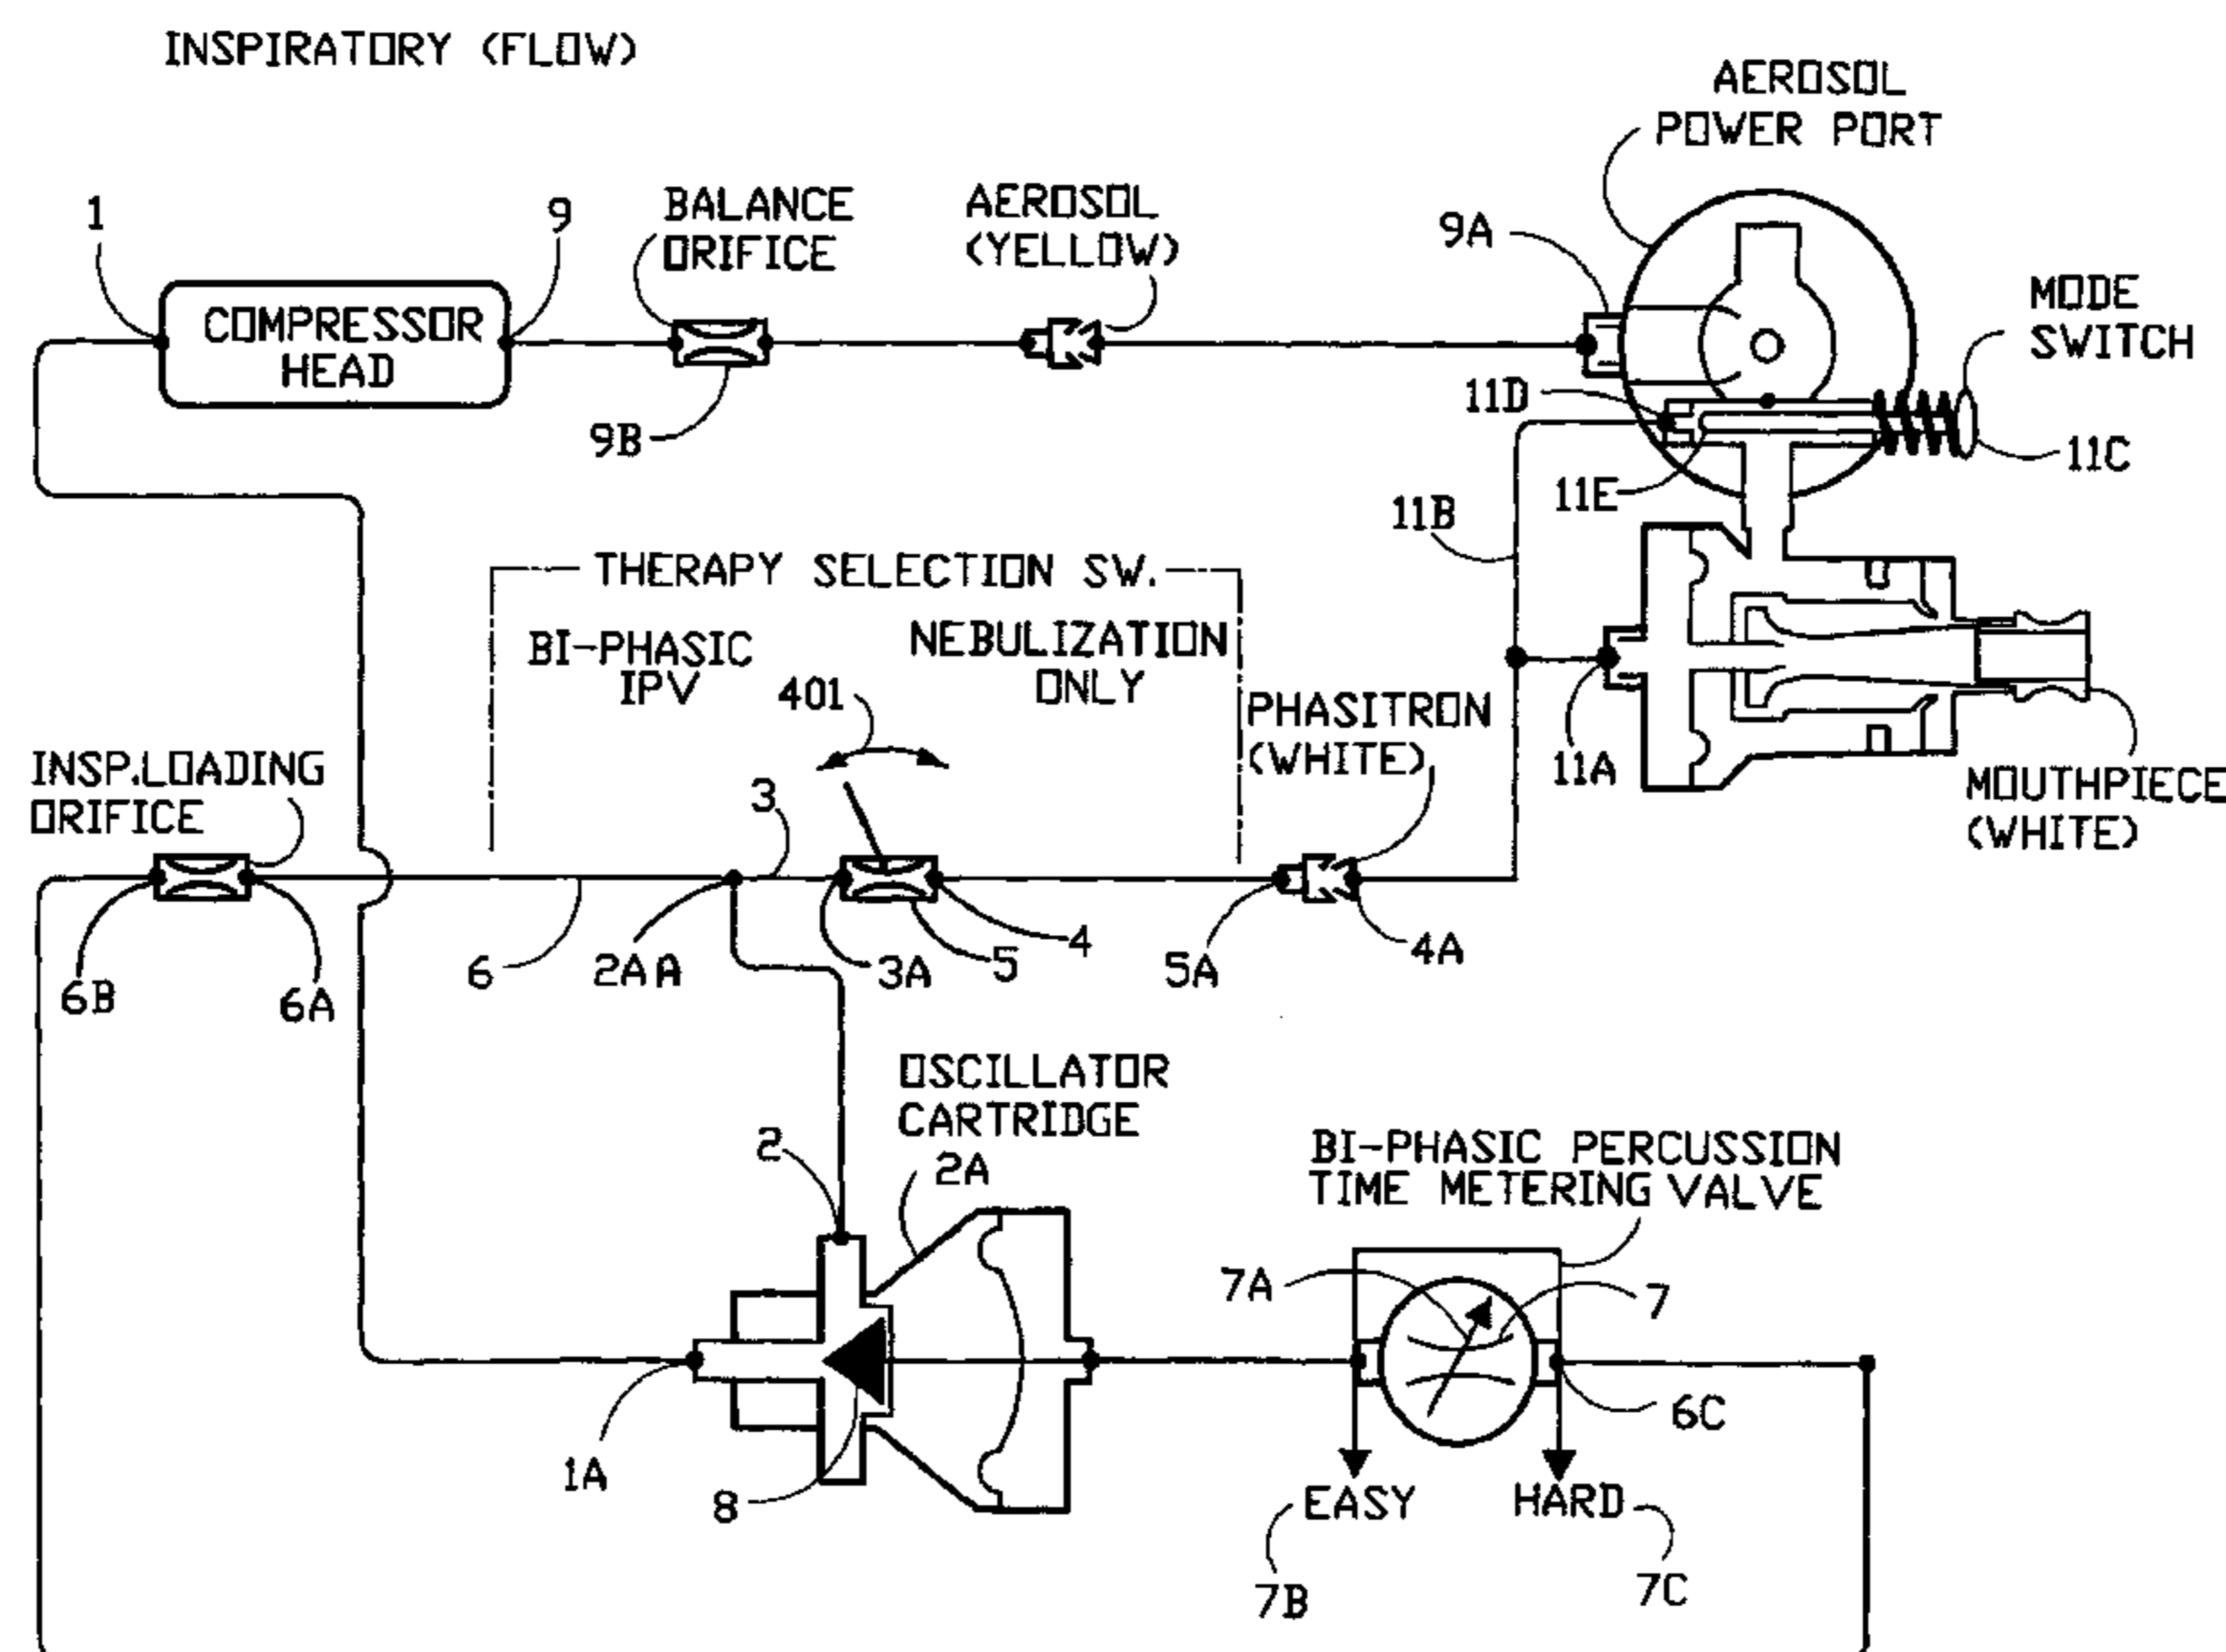 INSPIRATORY (FLOW)
AEROSOL
POWER PORT
1
9
BALANCE
ORIFICE
AEROSOL
(YELLOW)
9A
MODE
SWITCH
COMPRESSOR
HEAD
9B
11D
11C
11E
11B
THERAPY SELECTION SW.
BI-PHASIC
IPV
NEBULIZATION
ONLY
401
PHASITRON
(WHITE)
11A
MOUTHPIECE
(WHITE)
INSP.LOADING
ORIFICE
3
6B
6A
6
2AA
3A
5
4
5A
4A
OSCILLATOR
CARTRIDGE
2
2A
BI-PHASIC PERCUSSION
TIME METERING VALVE
7A
7
6C
1A
8
EASY
HARD
7B
7C